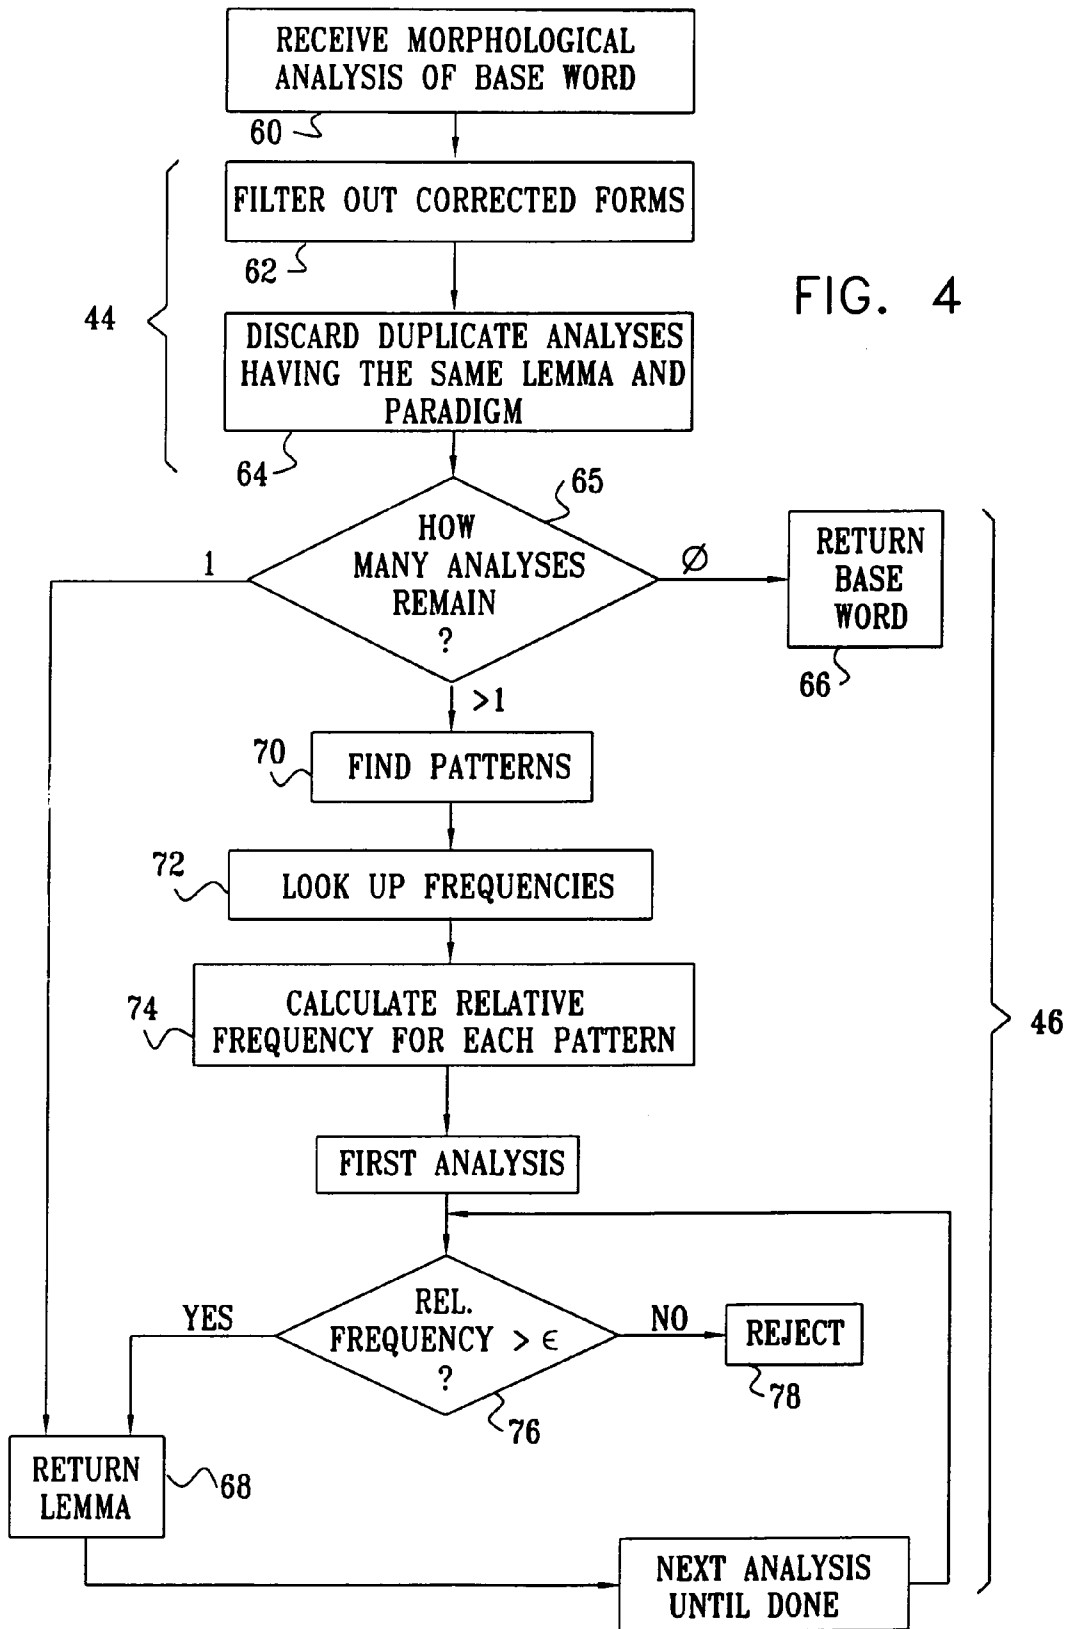 RECEIVE MORPHOLOGICAL
ANALYSIS OF BASE WORD
60
FILTER OUT CORRECTED FORMS
62
44
FIG. 4
DISCARD DUPLICATE ANALYSES
HAVING THE SAME LEMMA AND
PARADIGM
64
65
HOW
MANY ANALYSES
REMAIN
?
1
Ø
RETURN
BASE
WORD
66
>1
70
FIND PATTERNS
72
LOOK UP FREQUENCIES
74
CALCULATE RELATIVE
FREQUENCY FOR EACH PATTERN
46
FIRST ANALYSIS
REL.
FREQUENCY > ϵ
?
YES
NO
REJECT
78
76
RETURN
LEMMA
68
NEXT ANALYSIS
UNTIL DONE